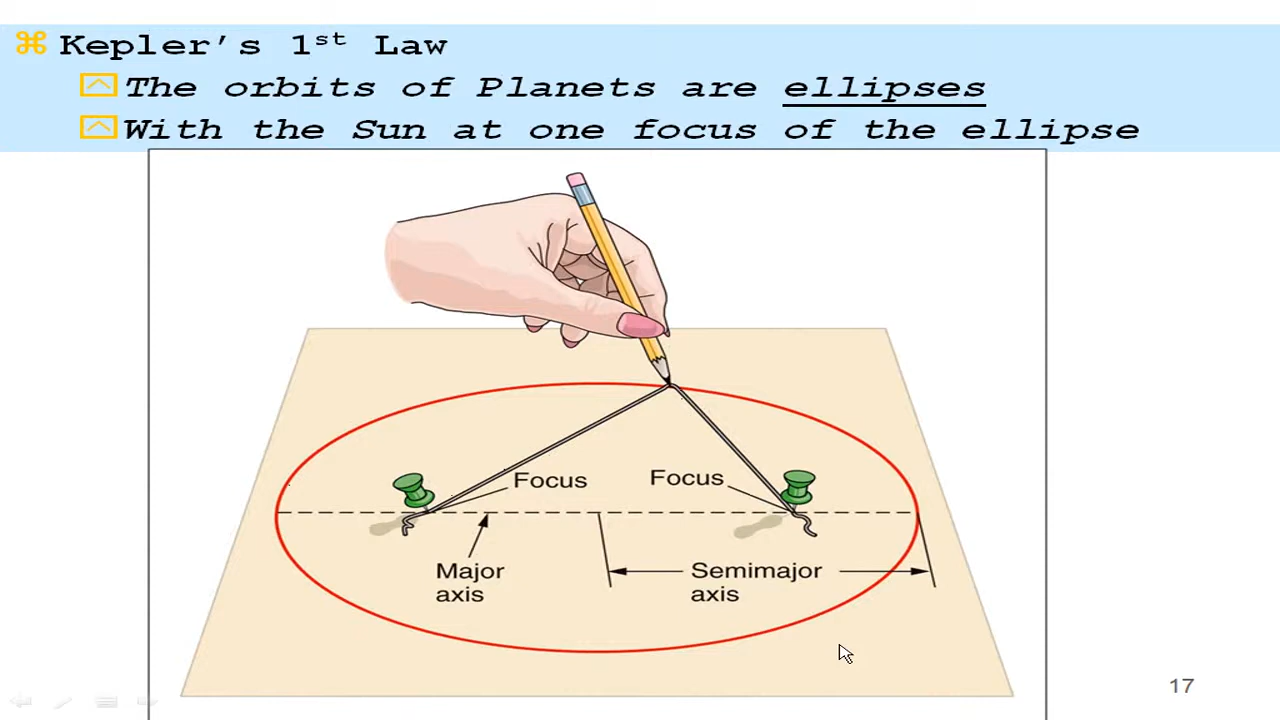 Kepler's 1st Law
The orbits of Planets are ellipses
With the Sun at one focus of the ellipse
Focus
Focus
Major
axis
Semimajor
axis
17